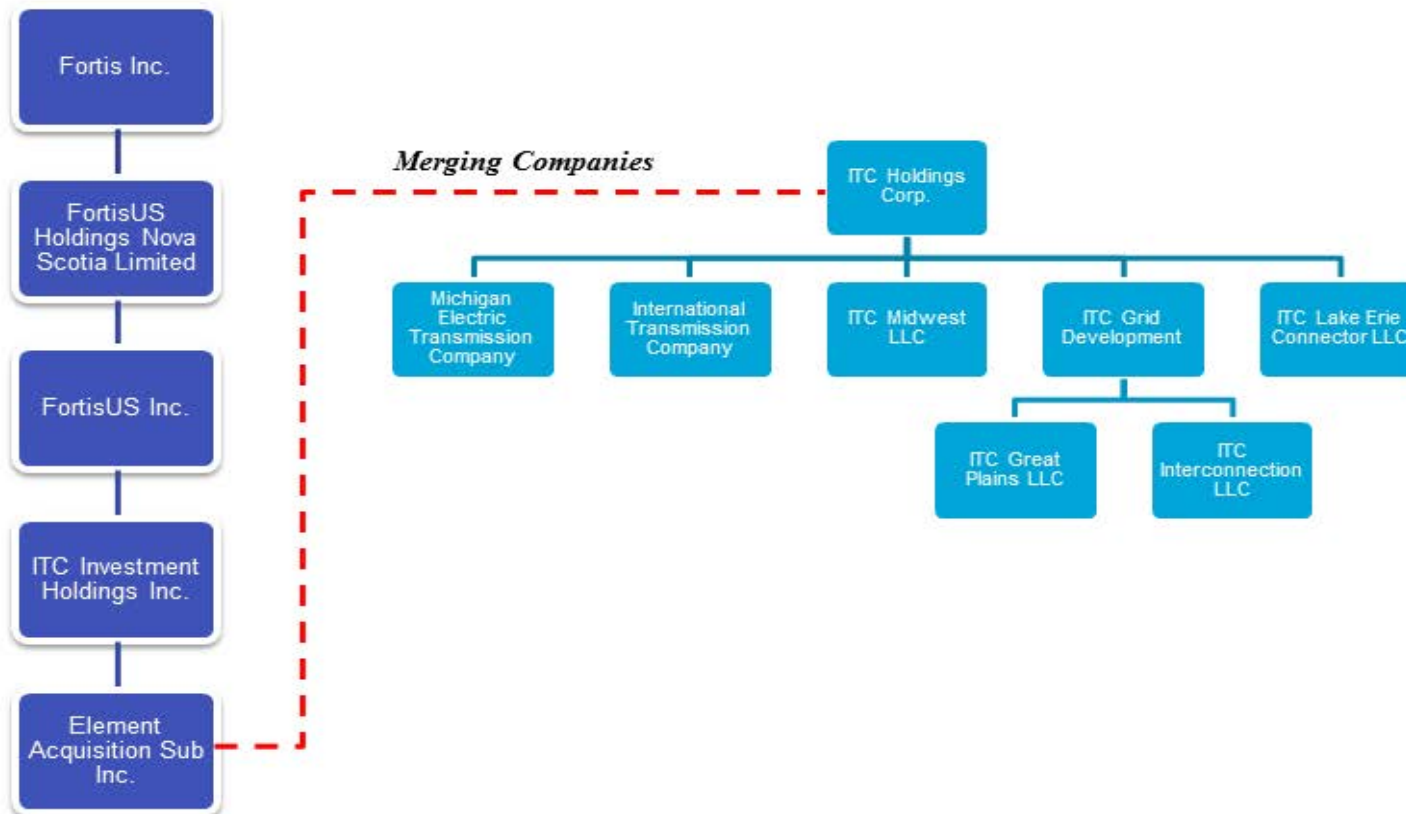 Fortis Inc.
FortisUS
Holdings Nova
Scotia Limited
FortisUS Inc.
ITC Investment
Holdings Inc.
Element
Acquisition Sub
Inc.
Merging Companies
ITC Holdings
Corp.
Michigan
Electric
Transmission
Company
International
Transmission
Company
ITC Midwest
LLC
ITC Grid
Development
ITC Lake Erie
Connector LLC
ITC Great
Plains LLC
ITC
Interconnection
LLC